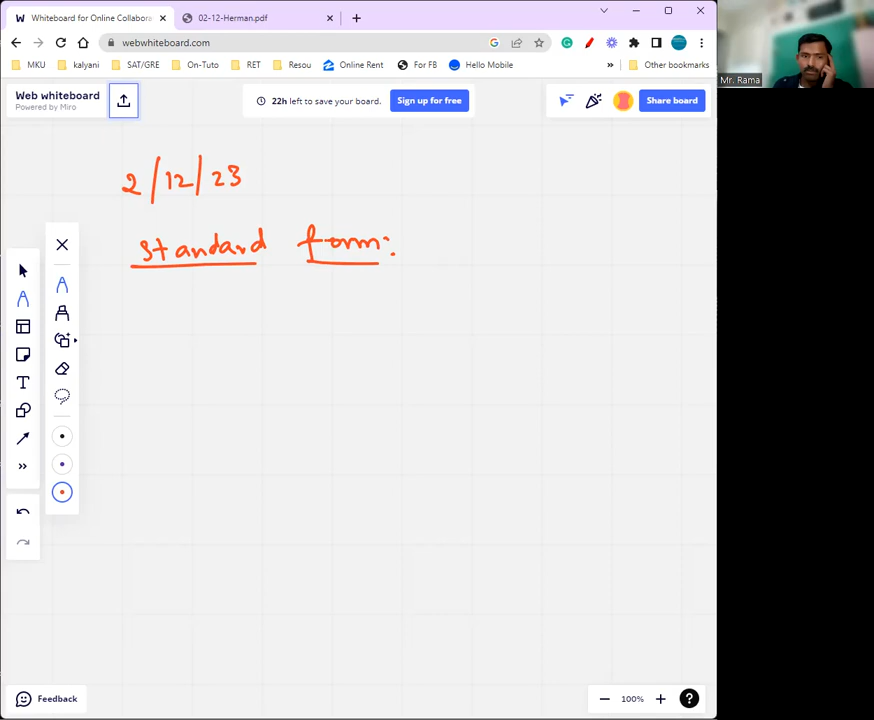 Whiteboard for Online Collabora
02-12-Herman.pdf
webwhiteboard.com
MKU kalyani SAT/GRE On-Tuto RET Resou Online Rent For FB Hello Mobile » Other bookmarks
Web whiteboard
Powered by Miro
22h left to save your board. Sign up for free
Share board
Mr. Rama
2/12/23
standard form:
Feedback
100%